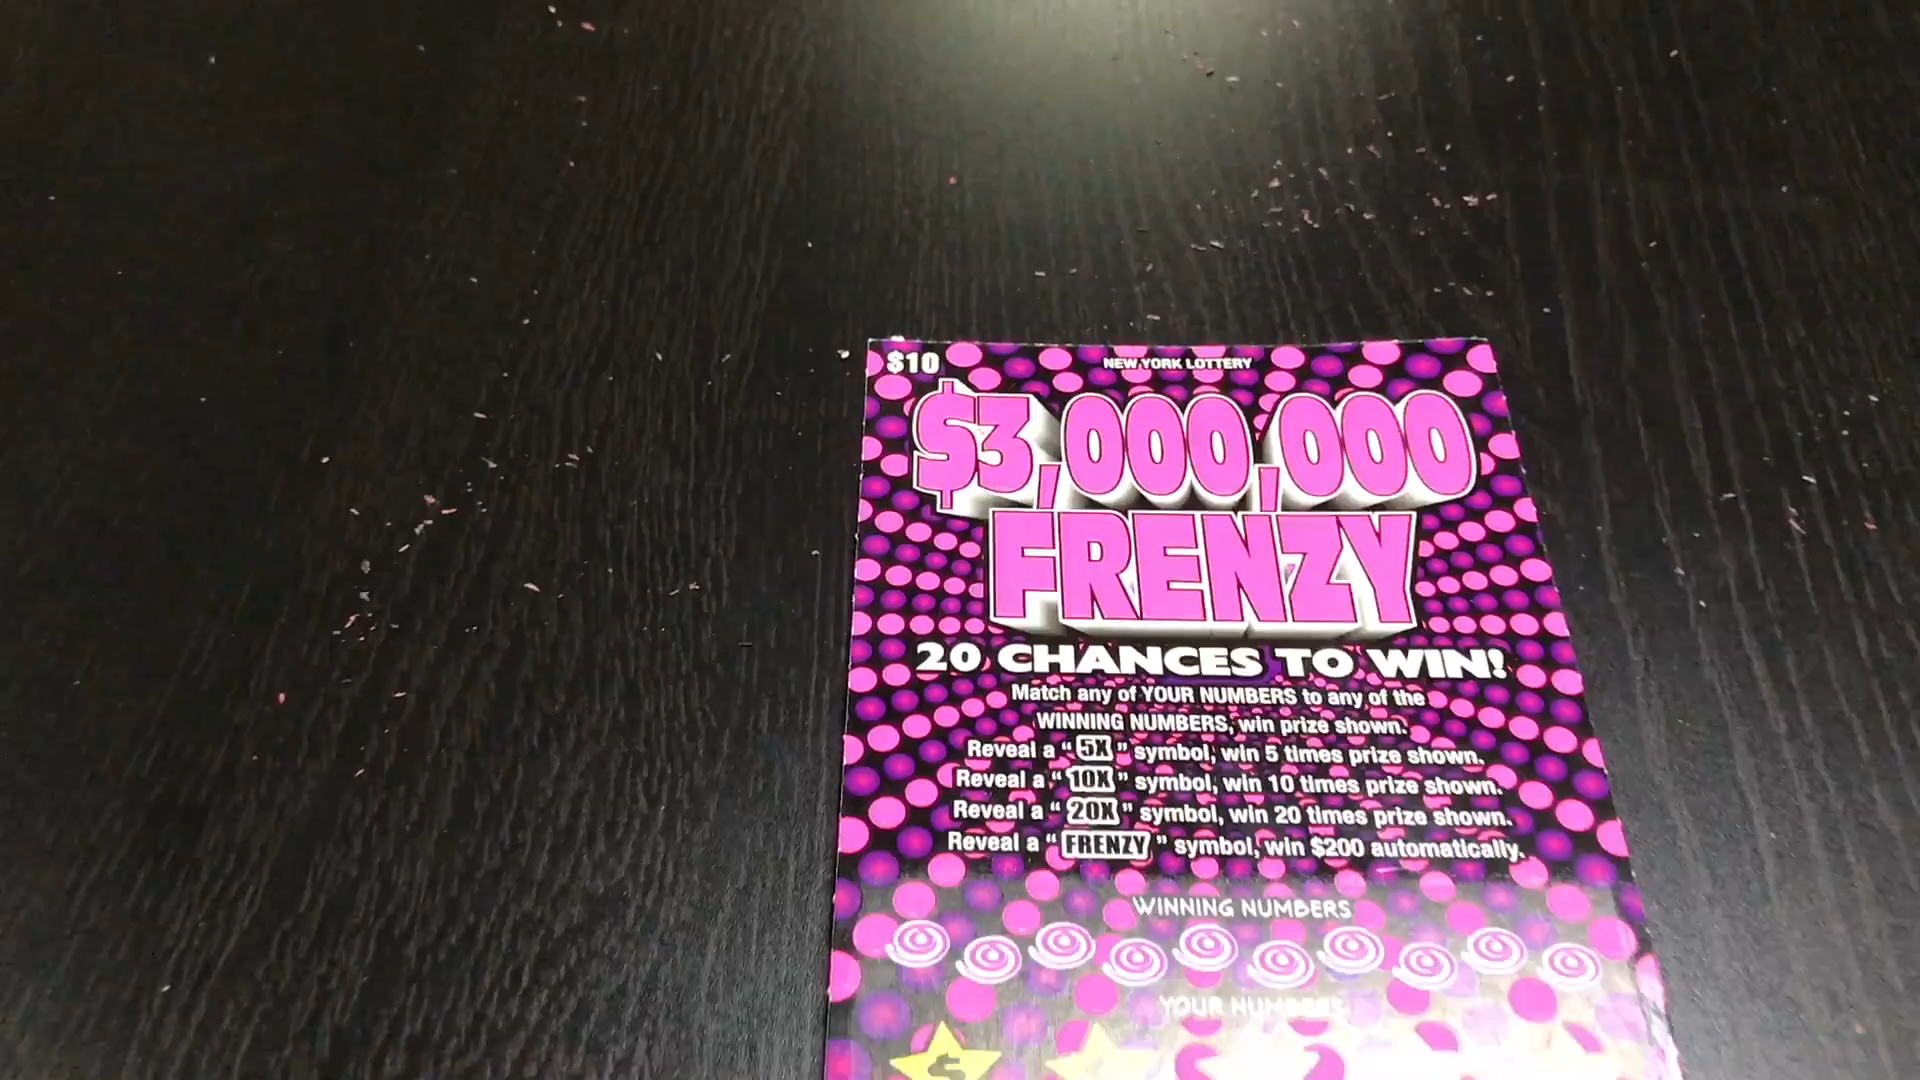 $10
NEW YORK LOTTERY
$3,000,000
FRENZY
20 CHANCES TO WIN!
Match any of YOUR NUMBERS to any of the
WINNING NUMBERS, win prize shown.
Reveal a “ 5X ” symbol, win 5 times prize shown.
Reveal a “ 10X ” symbol, win 10 times prize shown.
Reveal a “ 20X ” symbol, win 20 times prize shown.
Reveal a “ FRENZY ” symbol, win $200 automatically.
WINNING NUMBERS
YOUR NUMBERS
$